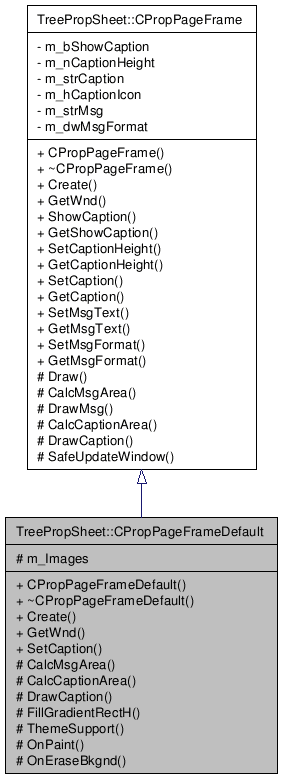 TreePropSheet::CPropPageFrame
- m_bShowCaption
- m_nCaptionHeight
- m_strCaption
- m_hCaptionIcon
- m_strMsg
- m_dwMsgFormat
+ CPropPageFrame()
+ ~CPropPageFrame()
+ Create()
+ GetWnd()
+ ShowCaption()
+ GetShowCaption()
+ SetCaptionHeight()
+ GetCaptionHeight()
+ SetCaption()
+ GetCaption()
+ SetMsgText()
+ GetMsgText()
+ SetMsgFormat()
+ GetMsgFormat()
# Draw()
# CalcMsgArea()
# DrawMsg()
# CalcCaptionArea()
# DrawCaption()
# SafeUpdateWindow()
TreePropSheet::CPropPageFrameDefault
# m_Images
+ CPropPageFrameDefault()
+ ~CPropPageFrameDefault()
+ Create()
+ GetWnd()
+ SetCaption()
# CalcMsgArea()
# CalcCaptionArea()
# DrawCaption()
# FillGradientRectH()
# ThemeSupport()
# OnPaint()
# OnEraseBkgnd()